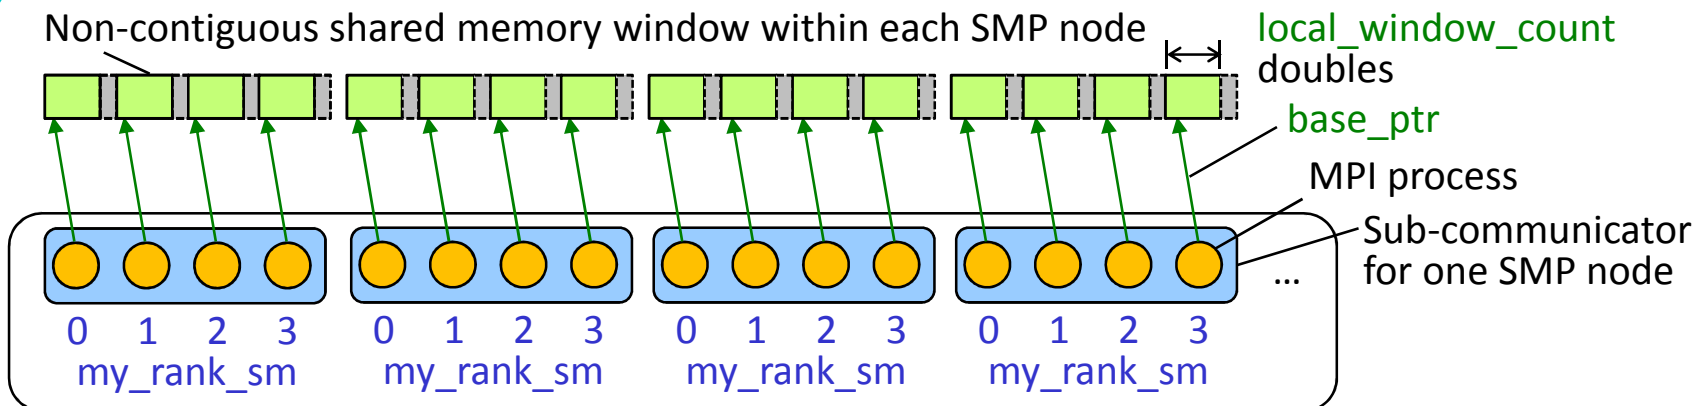 Non-contiguous shared memory window within each SMP node
local_window_count
doubles
base_ptr
MPI process
Sub-communicator
for one SMP node
...
0 1 2 3 0 1 2 3 0 1 2 3 0 1 2 3
my_rank_sm my_rank_sm my_rank_sm my_rank_sm